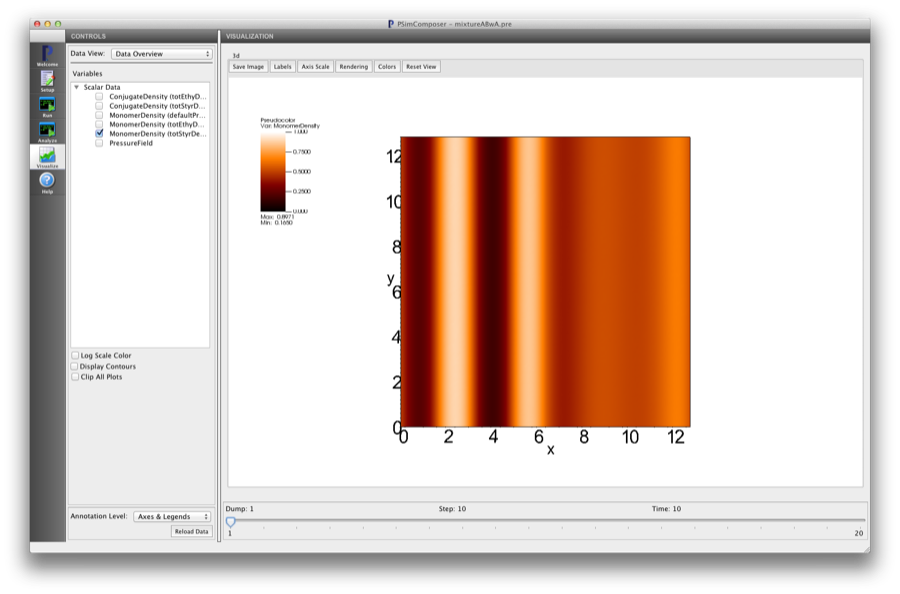 PSimComposer – mixtureABwA.pre
CONTROLS
VISUALIZATION
Welcome
Setup
Run
Analyze
Visualize
Help
Data View: Data Overview
Variables
Scalar Data
ConjugateDensity (totEthyD...
ConjugateDensity (totStyrD...
MonomerDensity (defaultPr...
MonomerDensity (totEthyD...
MonomerDensity (totStyrDe...
PressureField
Log Scale Color
Display Contours
Clip All Plots
Annotation Level: Axes & Legends
Reload Data
3d
Save Image Labels Axis Scale Rendering Colors Reset View
Pseudocolor
Var: MonomerDensity
1.000
0.7500
0.5000
0.2500
0.000
Max: 0.8971
Min: 0.1650
12
10
8
y
6
4
2
0
0 2 4 6 8 10 12
x
Dump: 1 Step: 10 Time: 10
1 20